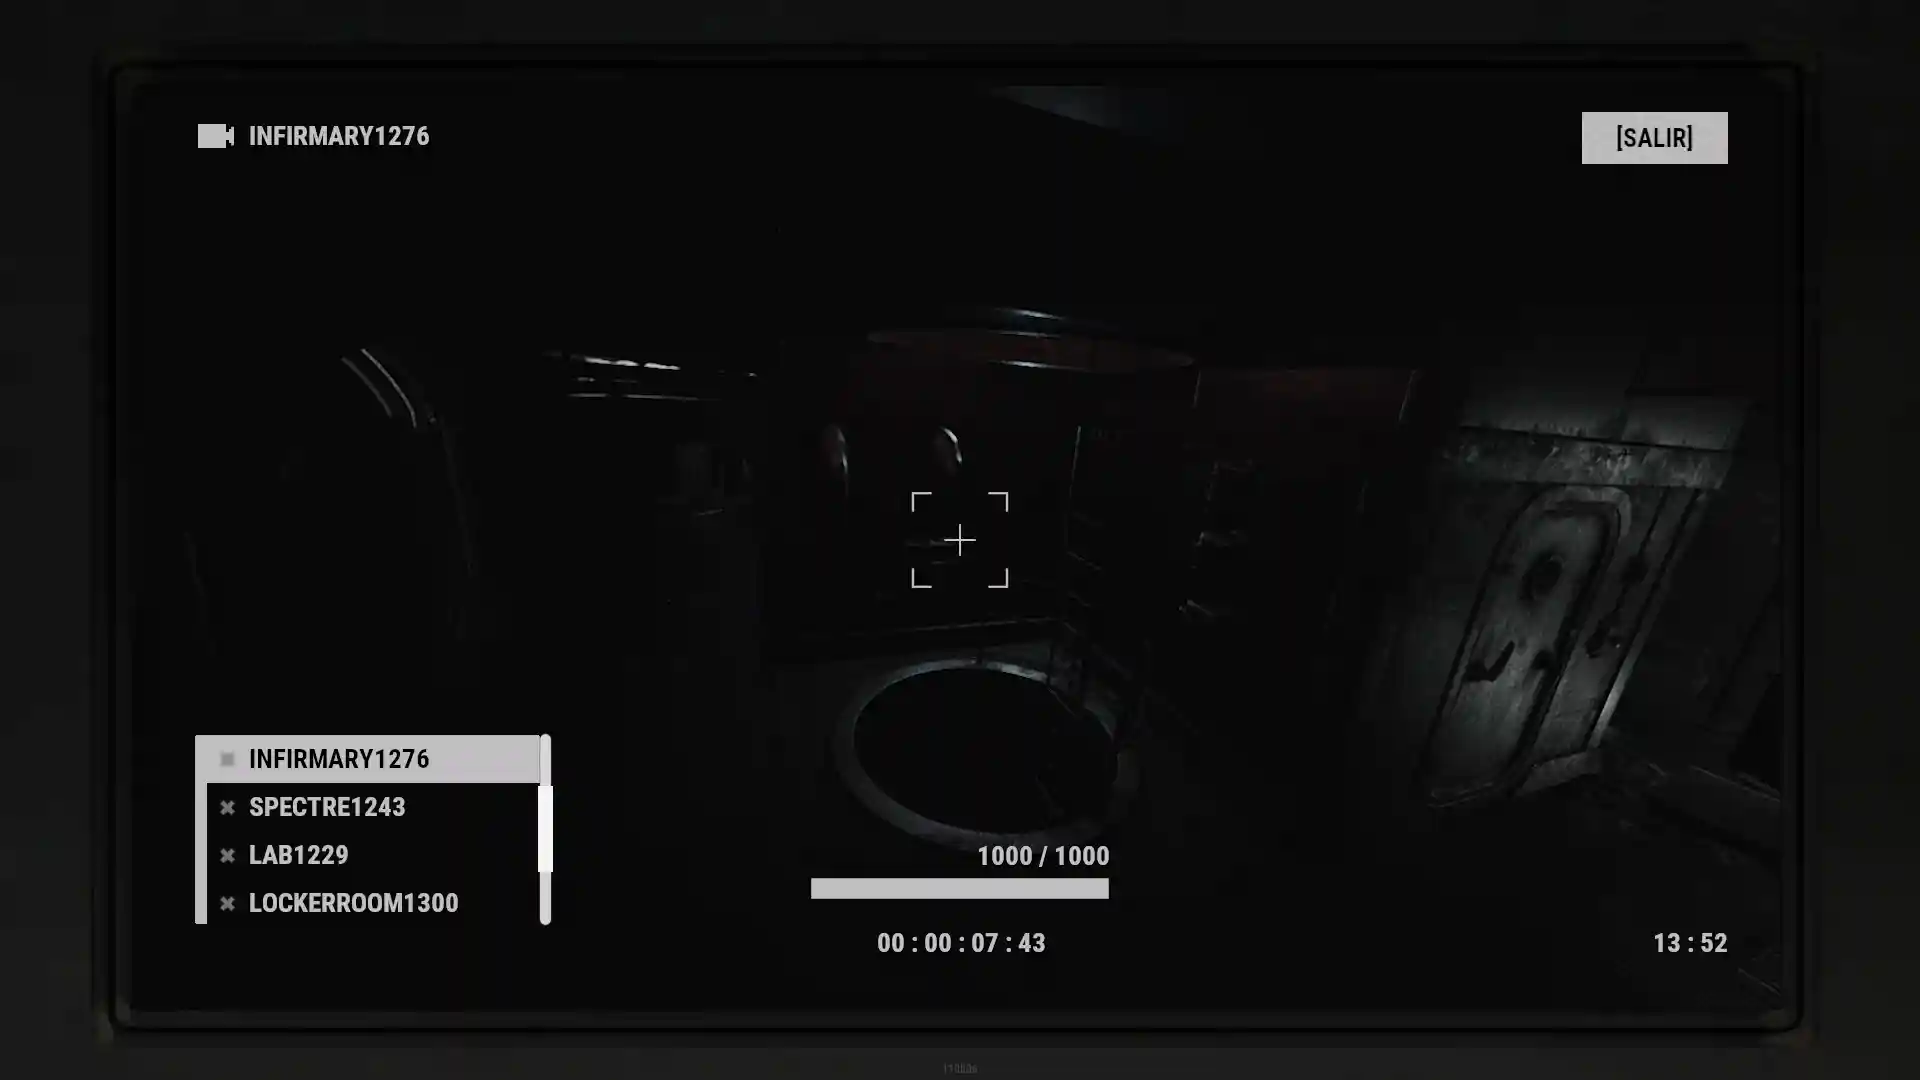 INFIRMARY1276
[SALIR]
INFIRMARY1276
SPECTRE1243
LAB1229
LOCKERROOM1300
1000 / 1000
00 : 00 : 07 : 43
13 : 52